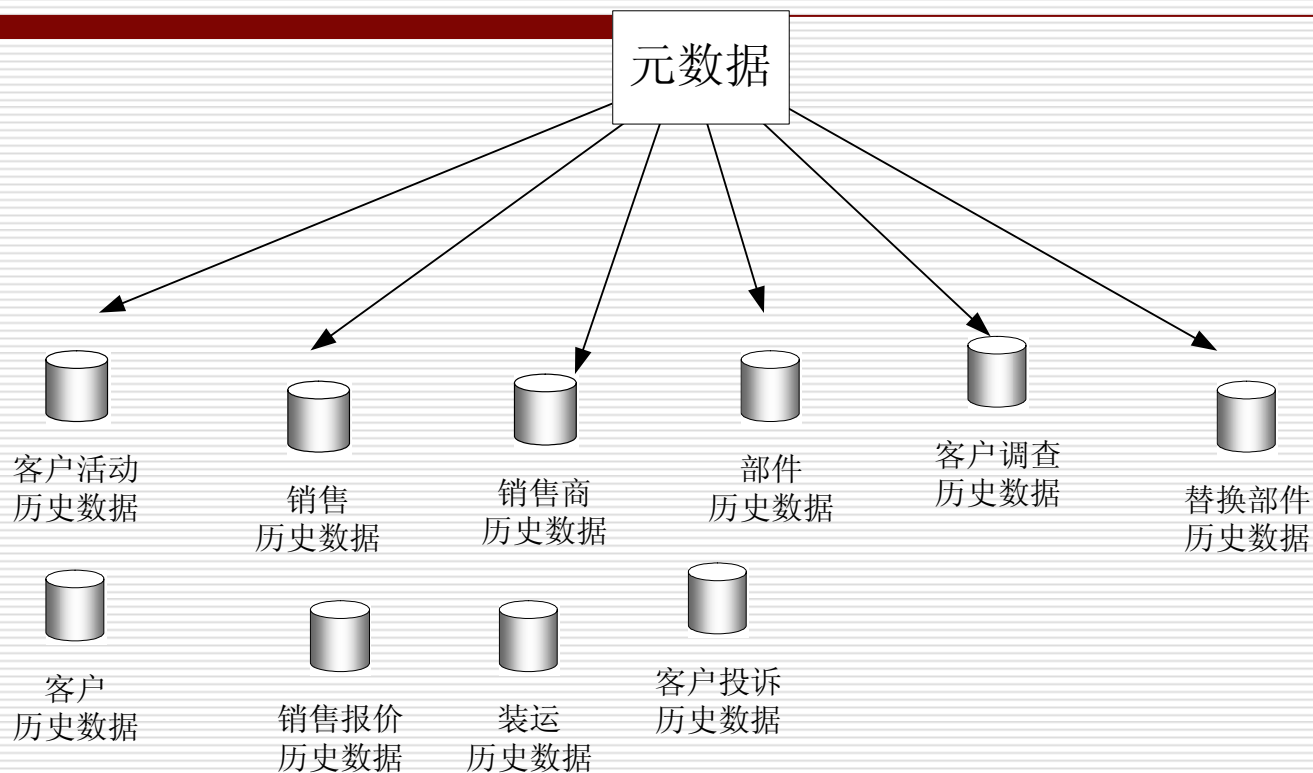 元数据
客户活动
历史数据
销售
历史数据
销售商
历史数据
部件
历史数据
客户调查
历史数据
替换部件
历史数据
客户
历史数据
销售报价
历史数据
装运
历史数据
客户投诉
历史数据